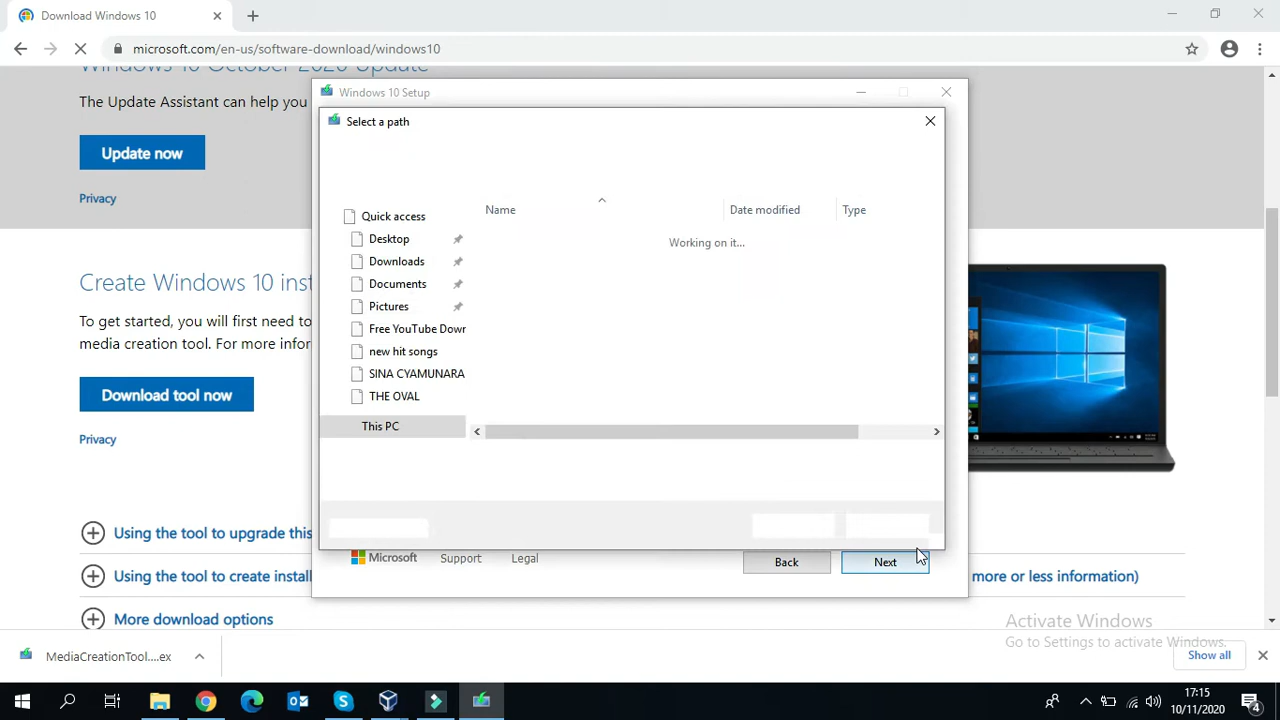 Download Windows 10
microsoft.com/en-us/software-download/windows10
Windows 10 October 2020 Update
The Update Assistant can help you
Update now
Privacy
Create Windows 10 inst
To get started, you will first need to
media creation tool. For more infor
Download tool now
Privacy
Using the tool to upgrade this
Using the tool to create install
more or less information)
More download options
Windows 10 Setup
Select a path
Name
Date modified
Type
Working on it...
Quick access
Desktop
Downloads
Documents
Pictures
Free YouTube Down
new hit songs
SINA CYAMUNARA
THE OVAL
This PC
Microsoft
Support
Legal
Back
Next
Activate Windows
Go to Settings to activate Windows.
MediaCreationTool....ex
Show all
17:15
10/11/2020
4